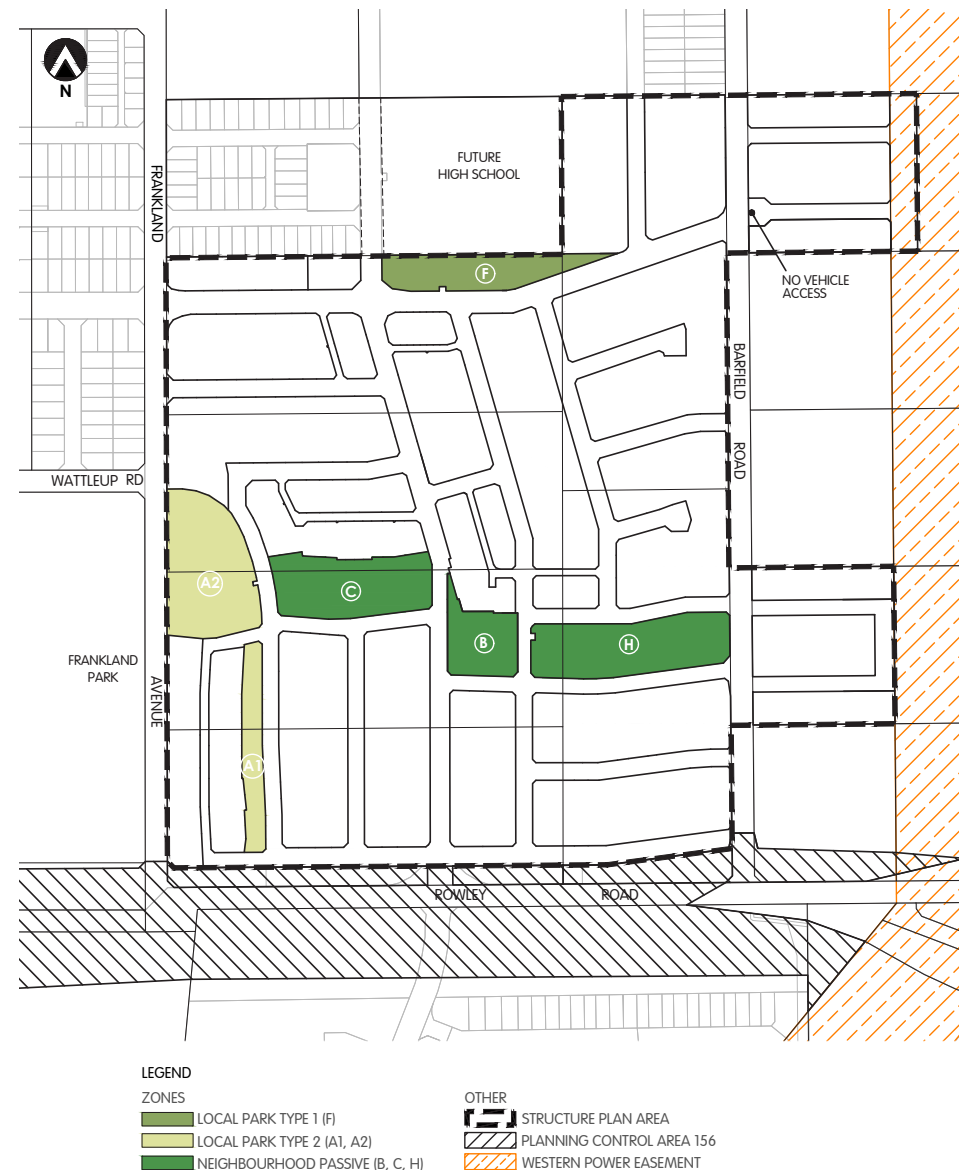 N
FRANKLAND
FUTURE
HIGH SCHOOL
F
NO VEHICLE
ACCESS
BARFIELD
ROAD
WATTLEUP RD
A2
C
B
H
FRANKLAND
PARK
AVENUE
A1
ROWLEY ROAD
LEGEND
ZONES
LOCAL PARK TYPE 1 (F)
LOCAL PARK TYPE 2 (A1, A2)
NEIGHBOURHOOD PASSIVE (B, C, H)
OTHER
STRUCTURE PLAN AREA
PLANNING CONTROL AREA 156
WESTERN POWER EASEMENT